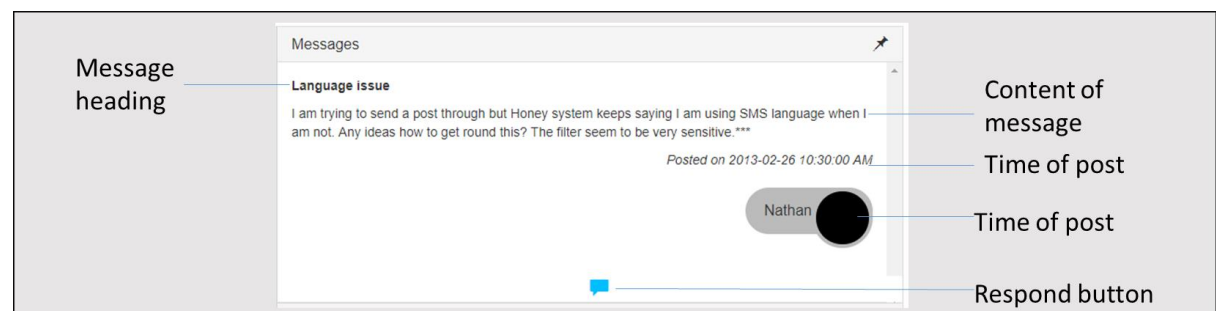 Messages
Message
heading
Language issue
I am trying to send a post through but Honey system keeps saying I am using SMS language when I
am not. Any ideas how to get round this? The filter seem to be very sensitive.***
Content of
message
Posted on 2013-02-26 10:30:00 AM
Time of post
Nathan
Time of post
Respond button